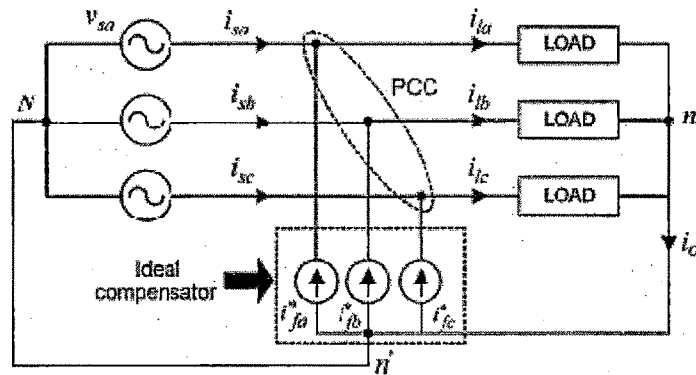 v_sa
i_sa
i_la
LOAD
PCC
N
i_sb
i_lb
LOAD
n
i_sc
i_lc
LOAD
Ideal
compensator
i*_fa
i*_fb
i*_fc
i_o
n'